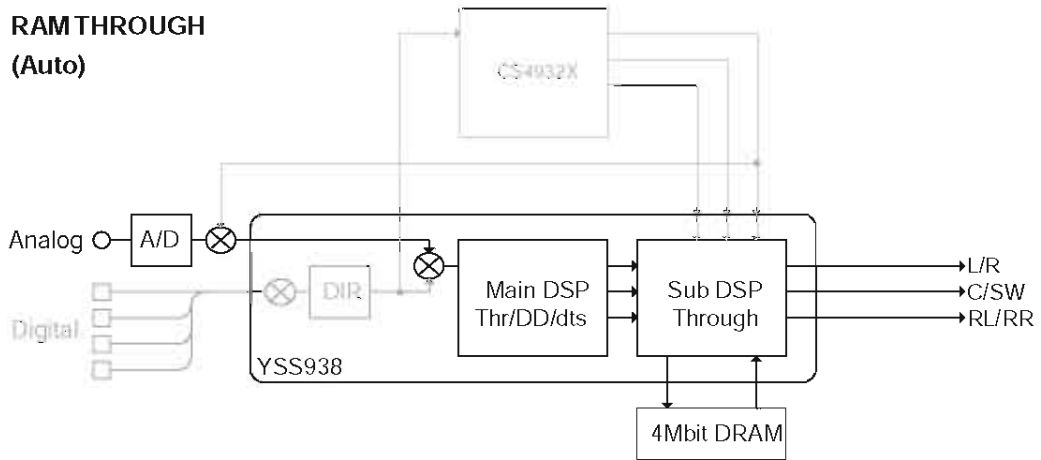 RAM THROUGH
(Auto)
CS4932X
Analog
A/D
Digital
DIR
Main DSP
Thr/DD/dts
Sub DSP
Through
L/R
C/SW
RL/RR
YSS938
4Mbit DRAM